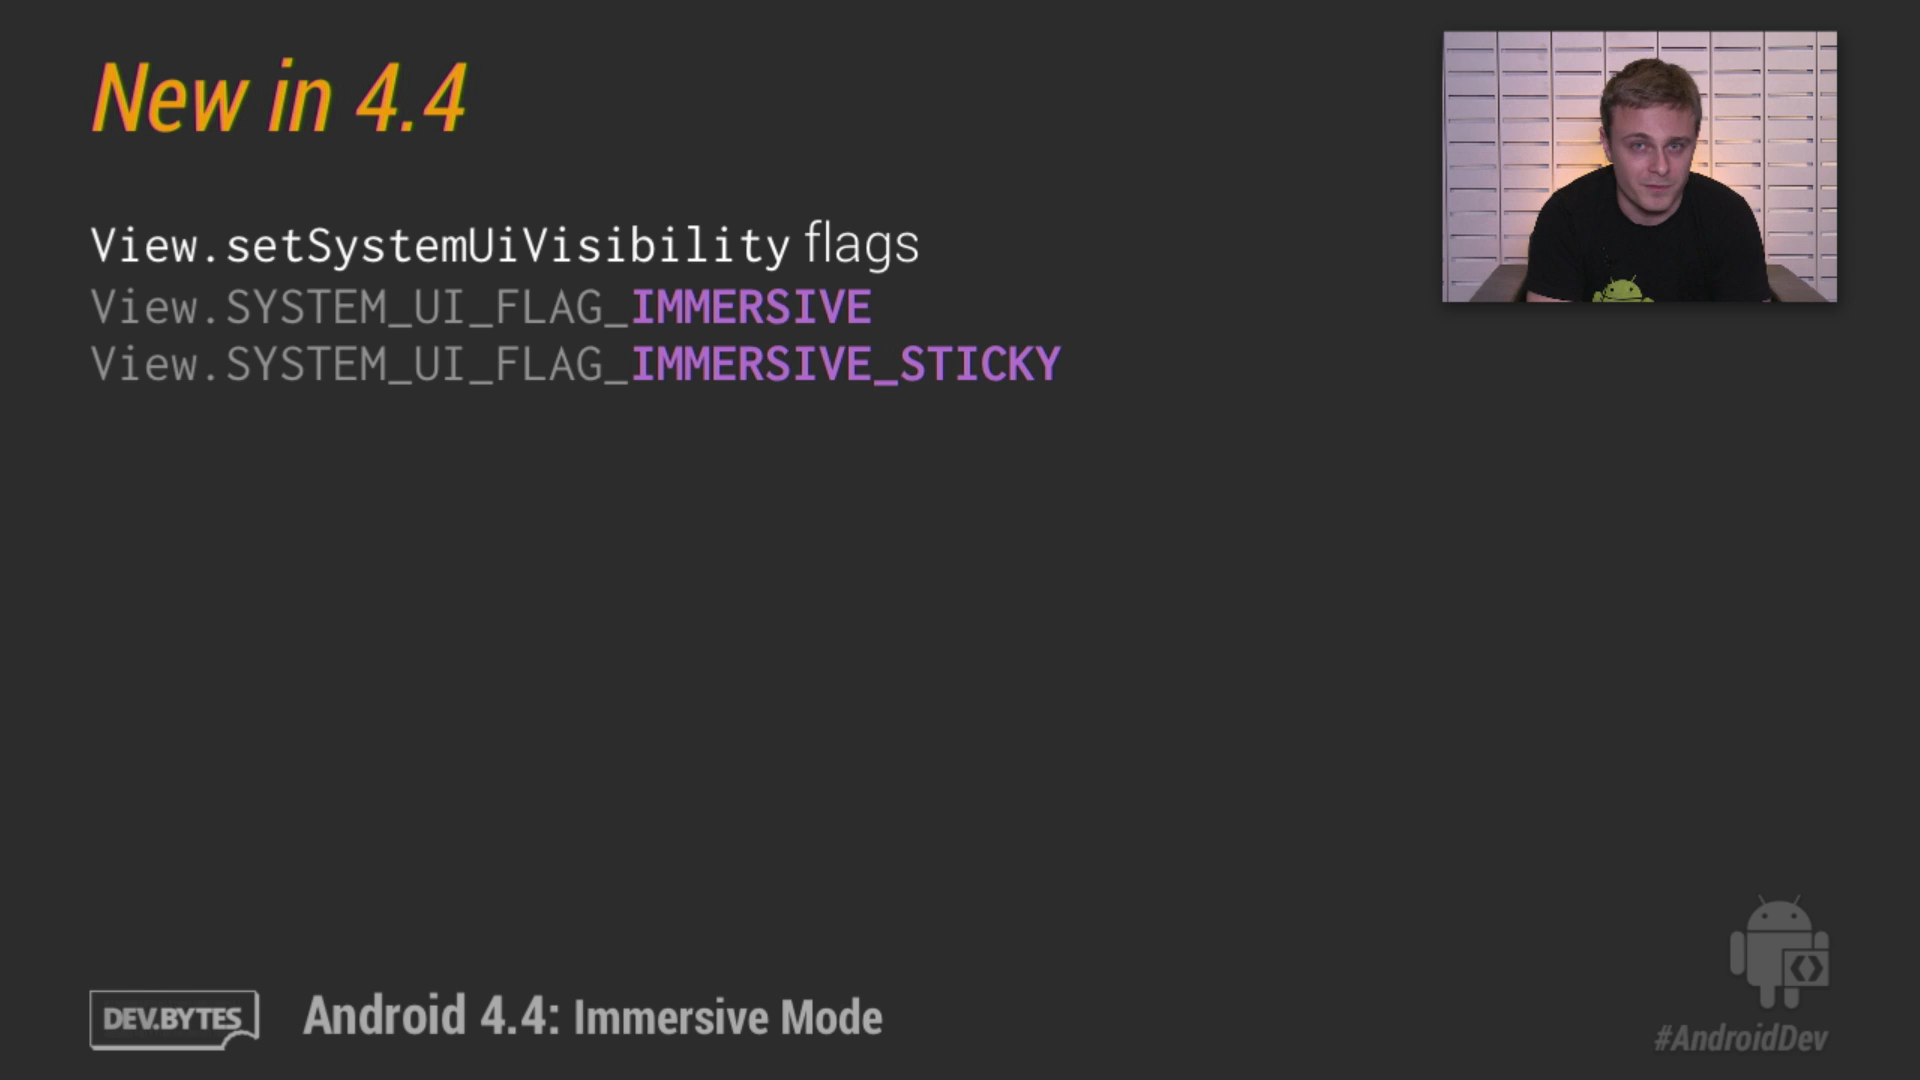 New in 4.4
View.setSystemUiVisibility flags
View.SYSTEM_UI_FLAG_IMMERSIVE
View.SYSTEM_UI_FLAG_IMMERSIVE_STICKY
DEV.BYTES
Android 4.4: Immersive Mode
#AndroidDev